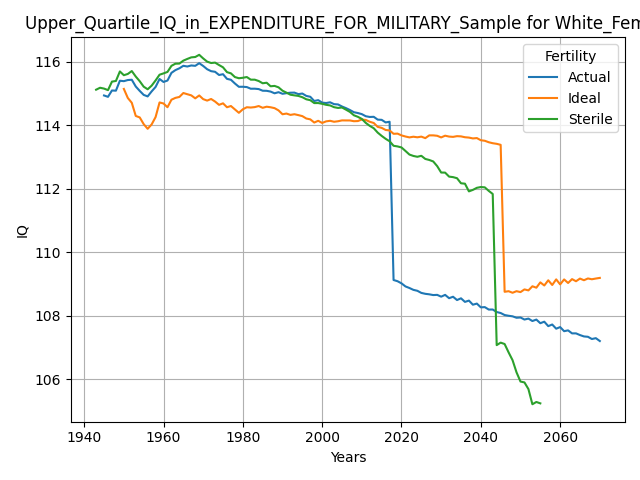 Upper_Quartile_IQ_in_EXPENDITURE_FOR_MILITARY_Sample for White_Fem
Fertility
Actual
Ideal
Sterile
116
114
112
110
108
106
IQ
1940
1960
1980
2000
2020
2040
2060
Years